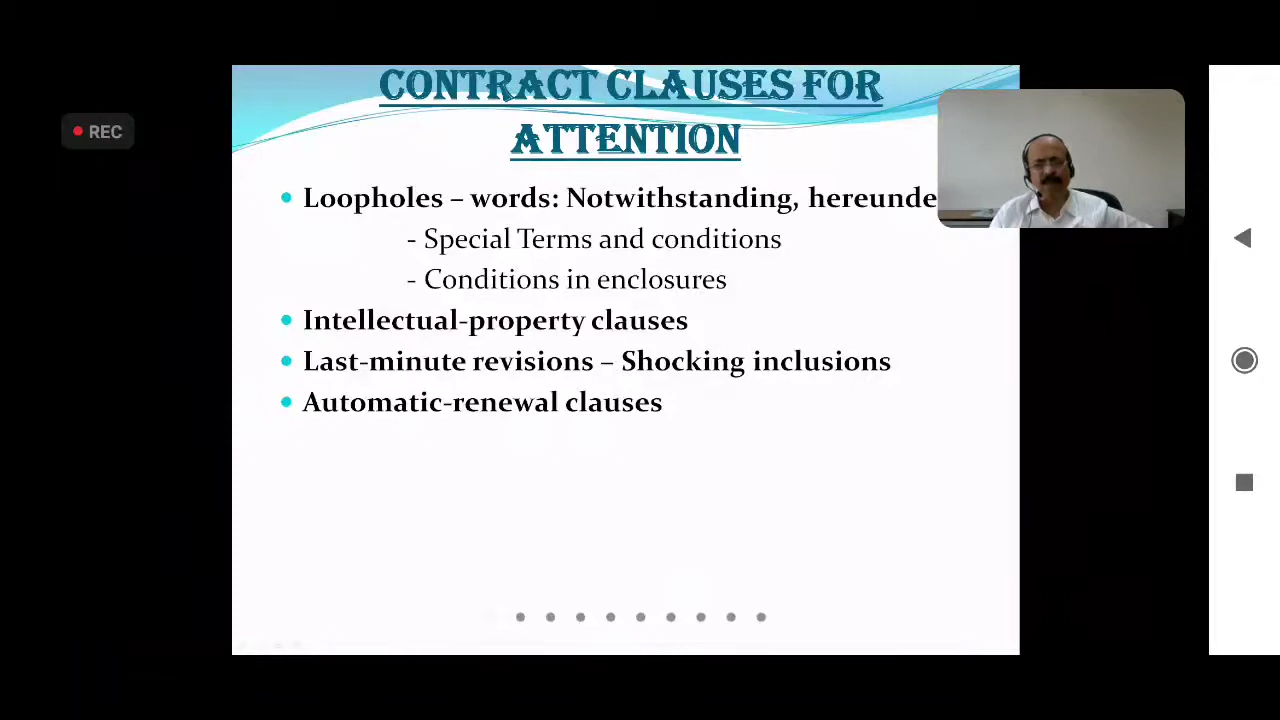 REC
CONTRACT CLAUSES FOR
ATTENTION
• Loopholes – words: Notwithstanding, hereunde
- Special Terms and conditions
- Conditions in enclosures
• Intellectual-property clauses
• Last-minute revisions – Shocking inclusions
• Automatic-renewal clauses